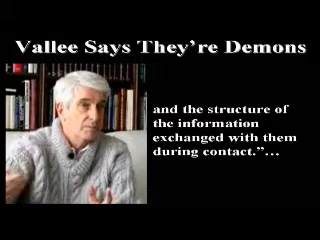 Vallee Says They're Demons
and the structure of
the information
exchanged with them
during contact.”...